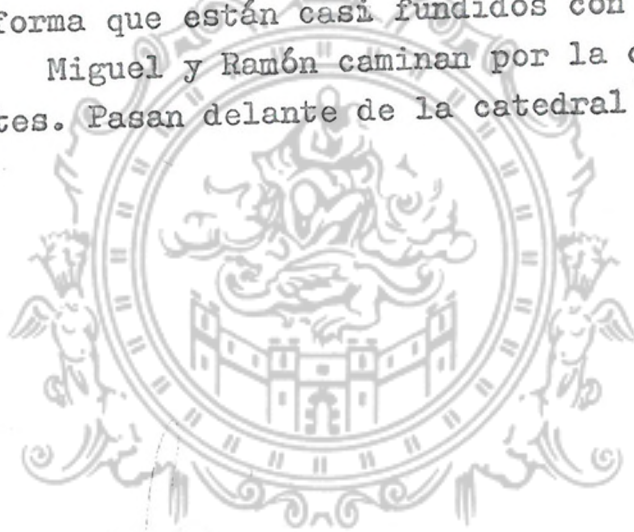 forma que están casi fundidos con
Miguel y Ramón caminan por la
tes. Pasan delante de la catedral